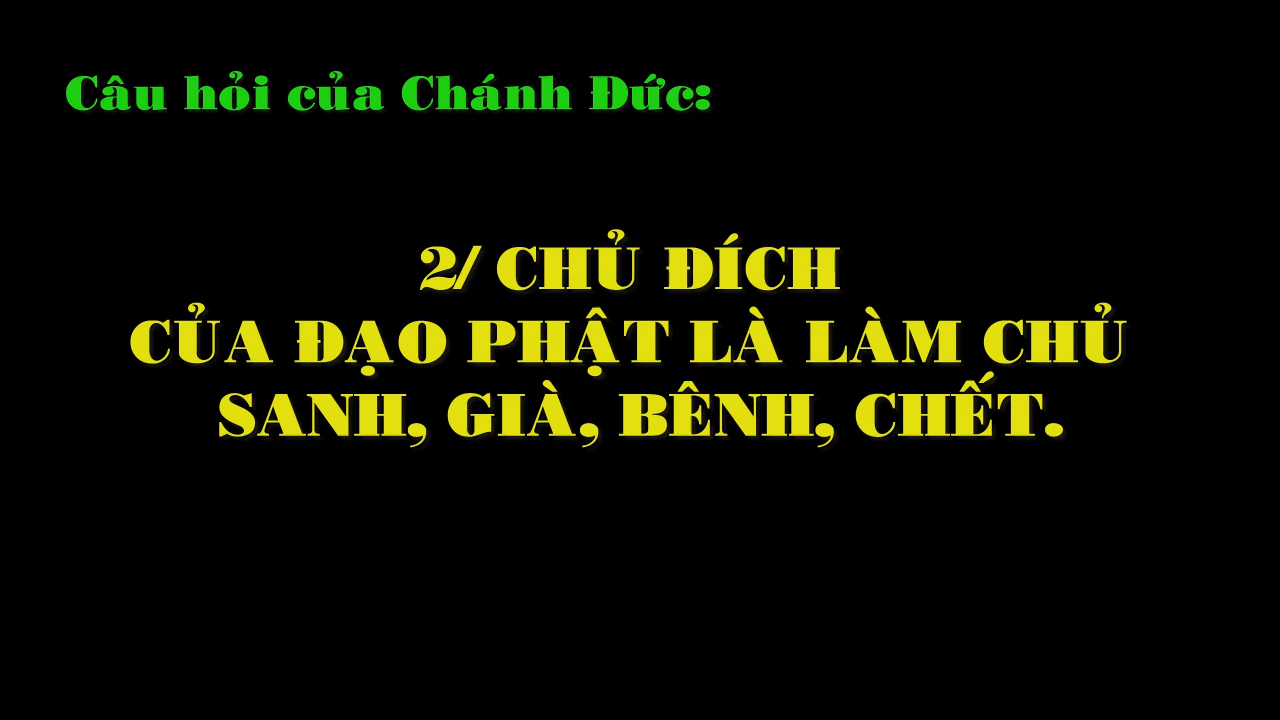 Câu hỏi của Chánh Đức:
2/ CHỦ ĐÍCH
CỦA ĐẠO PHẬT LÀ LÀM CHỦ
SANH, GIÀ, BÊNH, CHẾT.